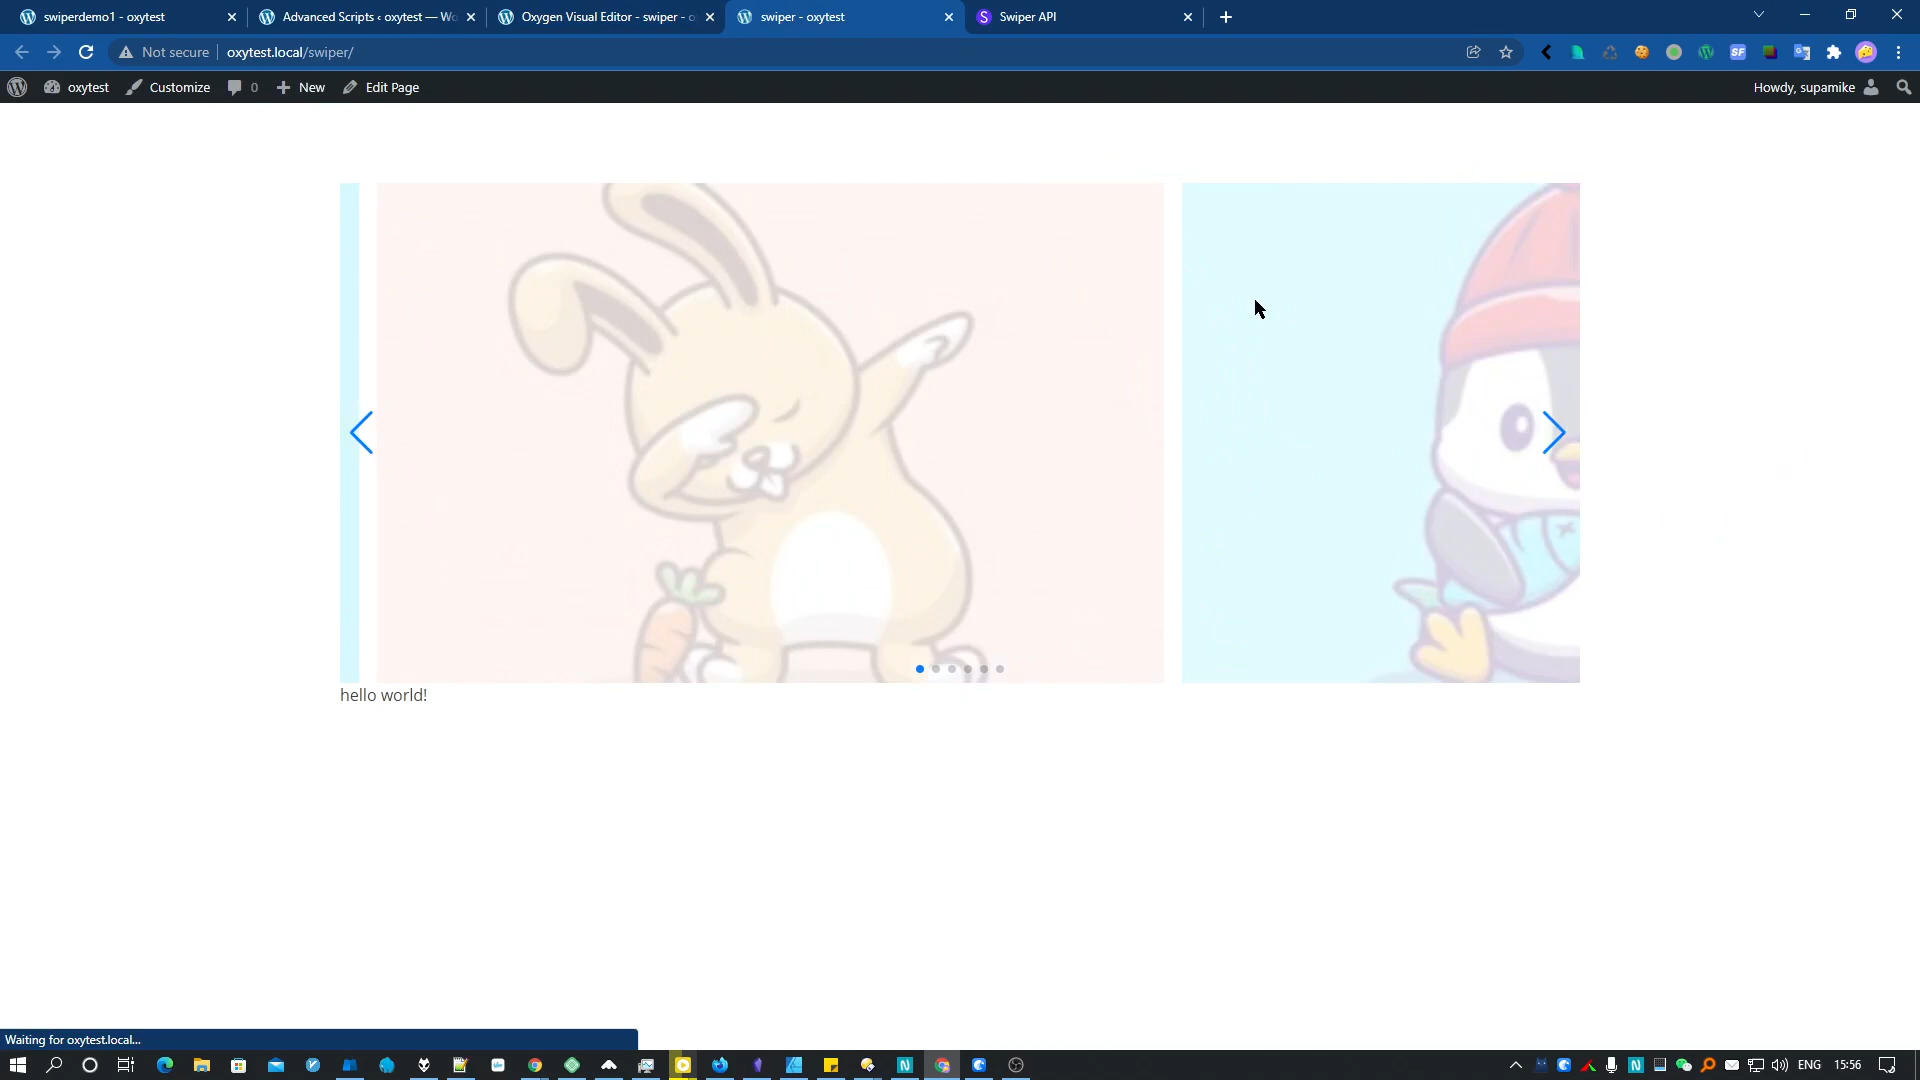 swiperdemo1 - oxytest
Advanced Scripts ‹ oxytest — Wo
Oxygen Visual Editor - swiper - o
swiper - oxytest
Swiper API
Not secure
oxytest.local/swiper/
oxytest
Customize
0
New
Edit Page
Howdy, supamike
hello world!
Waiting for oxytest.local...
ENG
15:56